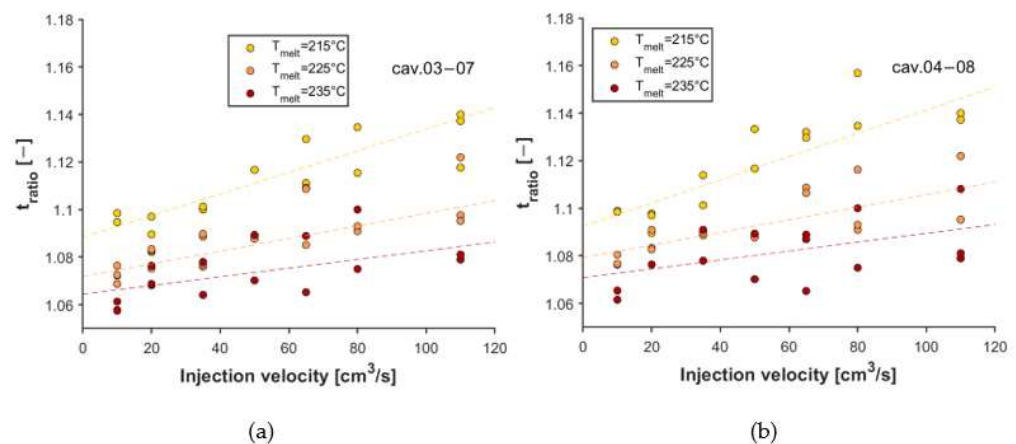 1.18
1.16
1.14
1.12
1.1
1.08
1.06
t_ratio [−]
T_melt=215°C
T_melt=225°C
T_melt=235°C
cav.03−07
0 20 40 60 80 100 120
Injection velocity [cm³/s]
(a)
1.18
1.16
1.14
1.12
1.1
1.08
1.06
t_ratio [−]
T_melt=215°C
T_melt=225°C
T_melt=235°C
cav.04−08
0 20 40 60 80 100 120
Injection velocity [cm³/s]
(b)